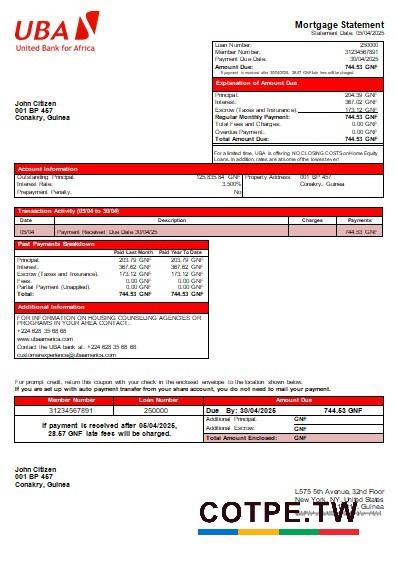 UBA
United Bank for Africa
Mortgage Statement
Statement Date: 05/04/2025
Loan Number: 250000
Member Number: 31234567891
Payment Due Date: 30/04/2025
Amount Due: 744.53 GNF
If payment is received after 30/04/2025, 28.57 GNF late fees will be charged.
Explanation of Amount Due
Principal: 204.39 GNF
Interest: 367.02 GNF
Escrow (Taxes and Insurance): 173.12 GNF
Regular Monthly Payment: 744.53 GNF
Total Fees and Charges: 0.00 GNF
Overdue Payment: 0.00 GNF
Total Amount Due: 744.53 GNF
For a limited time, UBA is offering NO CLOSING COSTS on Home Equity
Loans. In addition, rates are at some of the lowest ever!
John Citizen
001 BP 457
Conakry, Guinea
Account Information
Outstanding Principal: 125,835.84 GNF Property Address: 001 BP 457
Interest Rate: 3.500% Conakry, Guinea
Prepayment Penalty: No
Transaction Activity (05/04 to 30/04)
Date Description Charges Payments
05/04 Payment Received Due Date 30/04/25 744.53 GNF
Past Payments Breakdown
Paid Last Month Paid Year To Date
Principal: 203.79 GNF 203.79 GNF
Interest: 367.62 GNF 367.62 GNF
Escrow (Taxes and Insurance): 173.12 GNF 173.12 GNF
Fees: 0.00 GNF 0.00 GNF
Partial Payment (Unapplied): 0.00 GNF 0.00 GNF
Total: 744.53 GNF 744.53 GNF
Additional Information
FOR INFORMATION ON HOUSING COUNSELING AGENCIES OR
PROGRAMS IN YOUR AREA CONTACT:
+224 628 35 68 68
www.ubaamerica.com
Contact the UBA bank at: +224 628 35 68 68
customerexperience@ubaamerica.com
For prompt credit, return this coupon with your check in the enclosed envelope to the location shown below.
If you are set up with auto payment transfer from your share account, you do not need to mail your payment.
Member Number Loan Number Amount Due
31234567891 250000 Due By: 30/04/2025 744.53 GNF
If payment is received after 05/04/2025,
28.57 GNF late fees will be charged.
Additional Principal: GNF
Additional Escrow: GNF
Total Amount Enclosed: GNF
John Citizen
001 BP 457
Conakry, Guinea
L575 5th Avenue, 32nd Floor
New York, NY, United States
Guinea
COTPE.TW